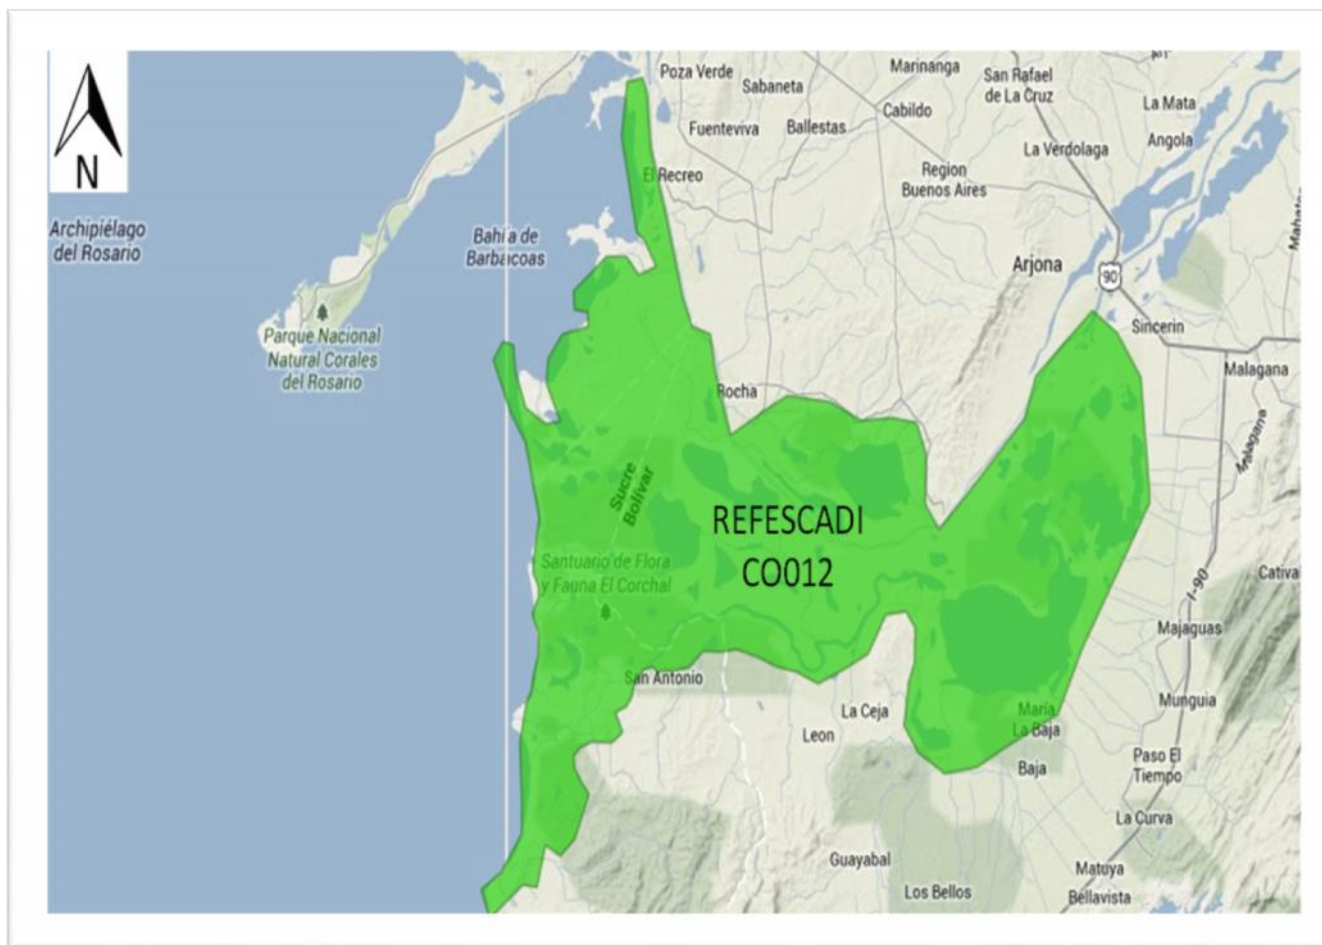 Poza Verde
Sabaneta
Marinanga
San Rafael
de La Cruz
La Mata
Cabildo
Fuenteviva
Ballestas
Angola
La Verdolaga
N
El Recreo
Region
Buenos Aires
Archipiélago
del Rosario
Bahía de
Barbacoas
Arjona
90
Sincerin
Parque Nacional
Natural Corales
del Rosario
Malagana
Rocha
Malagana
Sucre
Bolívar
REFESCADI
CO012
Santuario de Flora
y Fauna El Corchal
I-90
Cativa
Majaguas
San Antonio
Munguia
La Ceja
Maria
La Baja
Leon
Baja
Paso El
Tiempo
La Curva
Guayabal
Matuya
Los Bellos
Bellavista